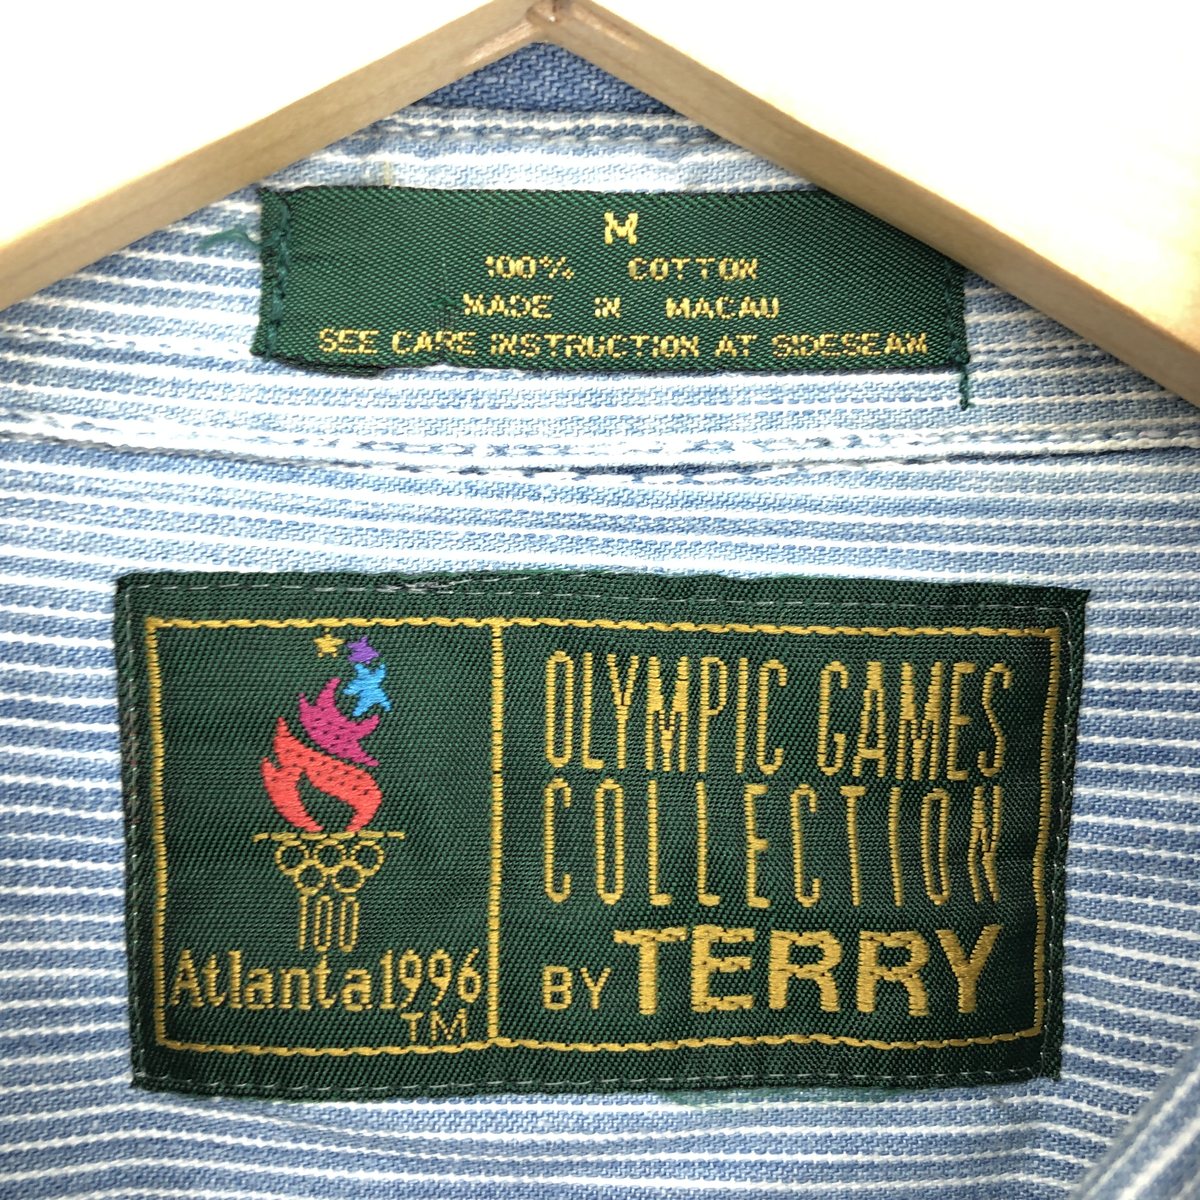 M
100% COTTON
MADE IN MACAU
SEE CARE INSTRUCTION AT SIDESEAM
100
Atlanta1996
TM
OLYMPIC GAMES
COLLECTION
BY TERRY